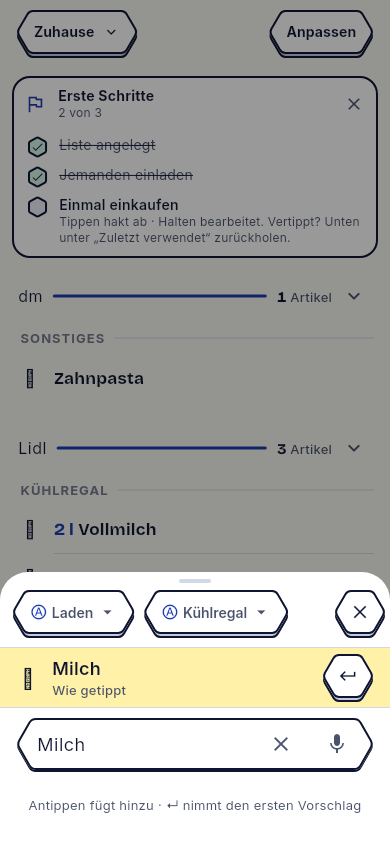 Zuhause
Anpassen
Erste Schritte
2 von 3
Liste angelegt
Jemanden einladen
Einmal einkaufen
Tippen hakt ab · Halten bearbeitet. Vertippt? Unten
unter „Zuletzt verwendet“ zurückholen.
dm
1 Artikel
SONSTIGES
Zahnpasta
Lidl
3 Artikel
KÜHLREGAL
2 l Vollmilch
A Laden
A Kühlregal
Milch
Wie getippt
Milch
Antippen fügt hinzu · ↵ nimmt den ersten Vorschlag